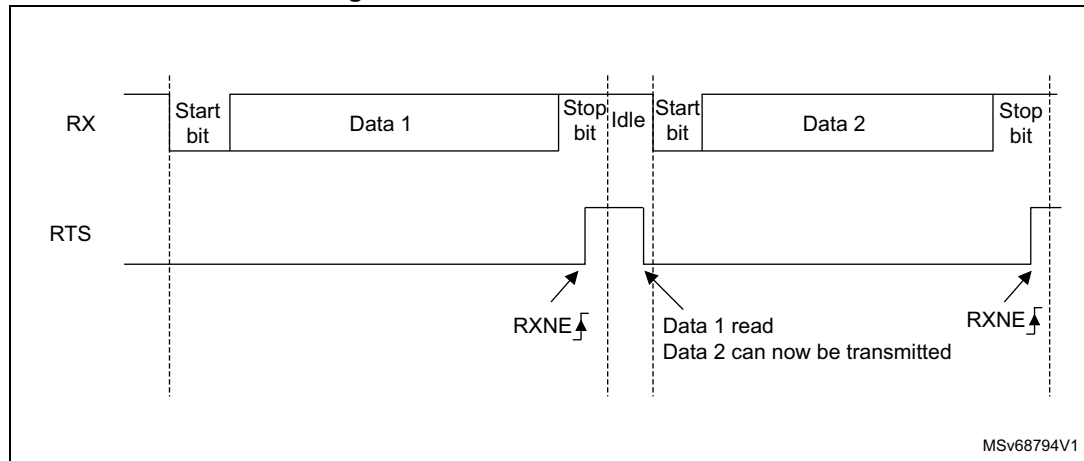 RX
Start
bit
Data 1
Stop
bit
Idle
Start
bit
Data 2
Stop
bit
RTS
RXNE
Data 1 read
Data 2 can now be transmitted
RXNE
MSv68794V1